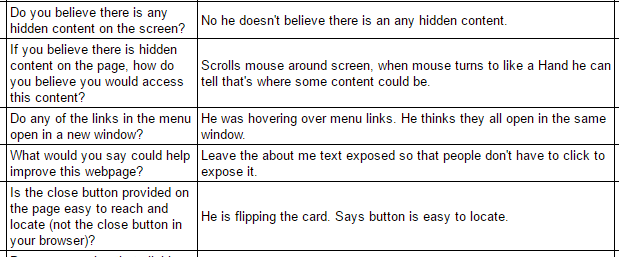 Do you believe there is any
hidden content on the screen?
No he doesn't believe there is an any hidden content.
If you believe there is hidden
content on the page, how do
you believe you would access
this content?
Scrolls mouse around screen, when mouse turns to like a Hand he can
tell that's where some content could be.
Do any of the links in the menu
open in a new window?
He was hovering over menu links. He thinks they all open in the same
window.
What would you say could help
improve this webpage?
Leave the about me text exposed so that people don't have to click to
expose it.
Is the close button provided on
the page easy to reach and
locate (not the close button in
your browser)?
He is flipping the card. Says button is easy to locate.